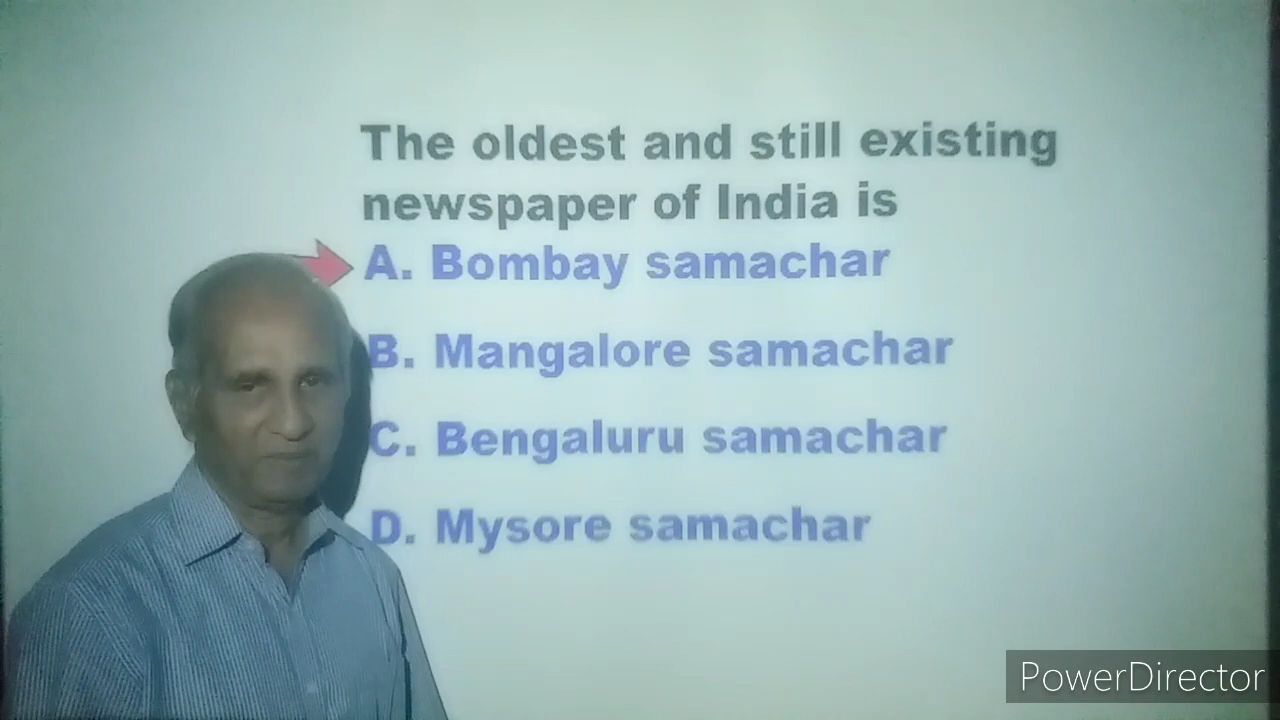 The oldest and still existing
newspaper of India is
A. Bombay samachar
B. Mangalore samachar
C. Bengaluru samachar
D. Mysore samachar
PowerDirector